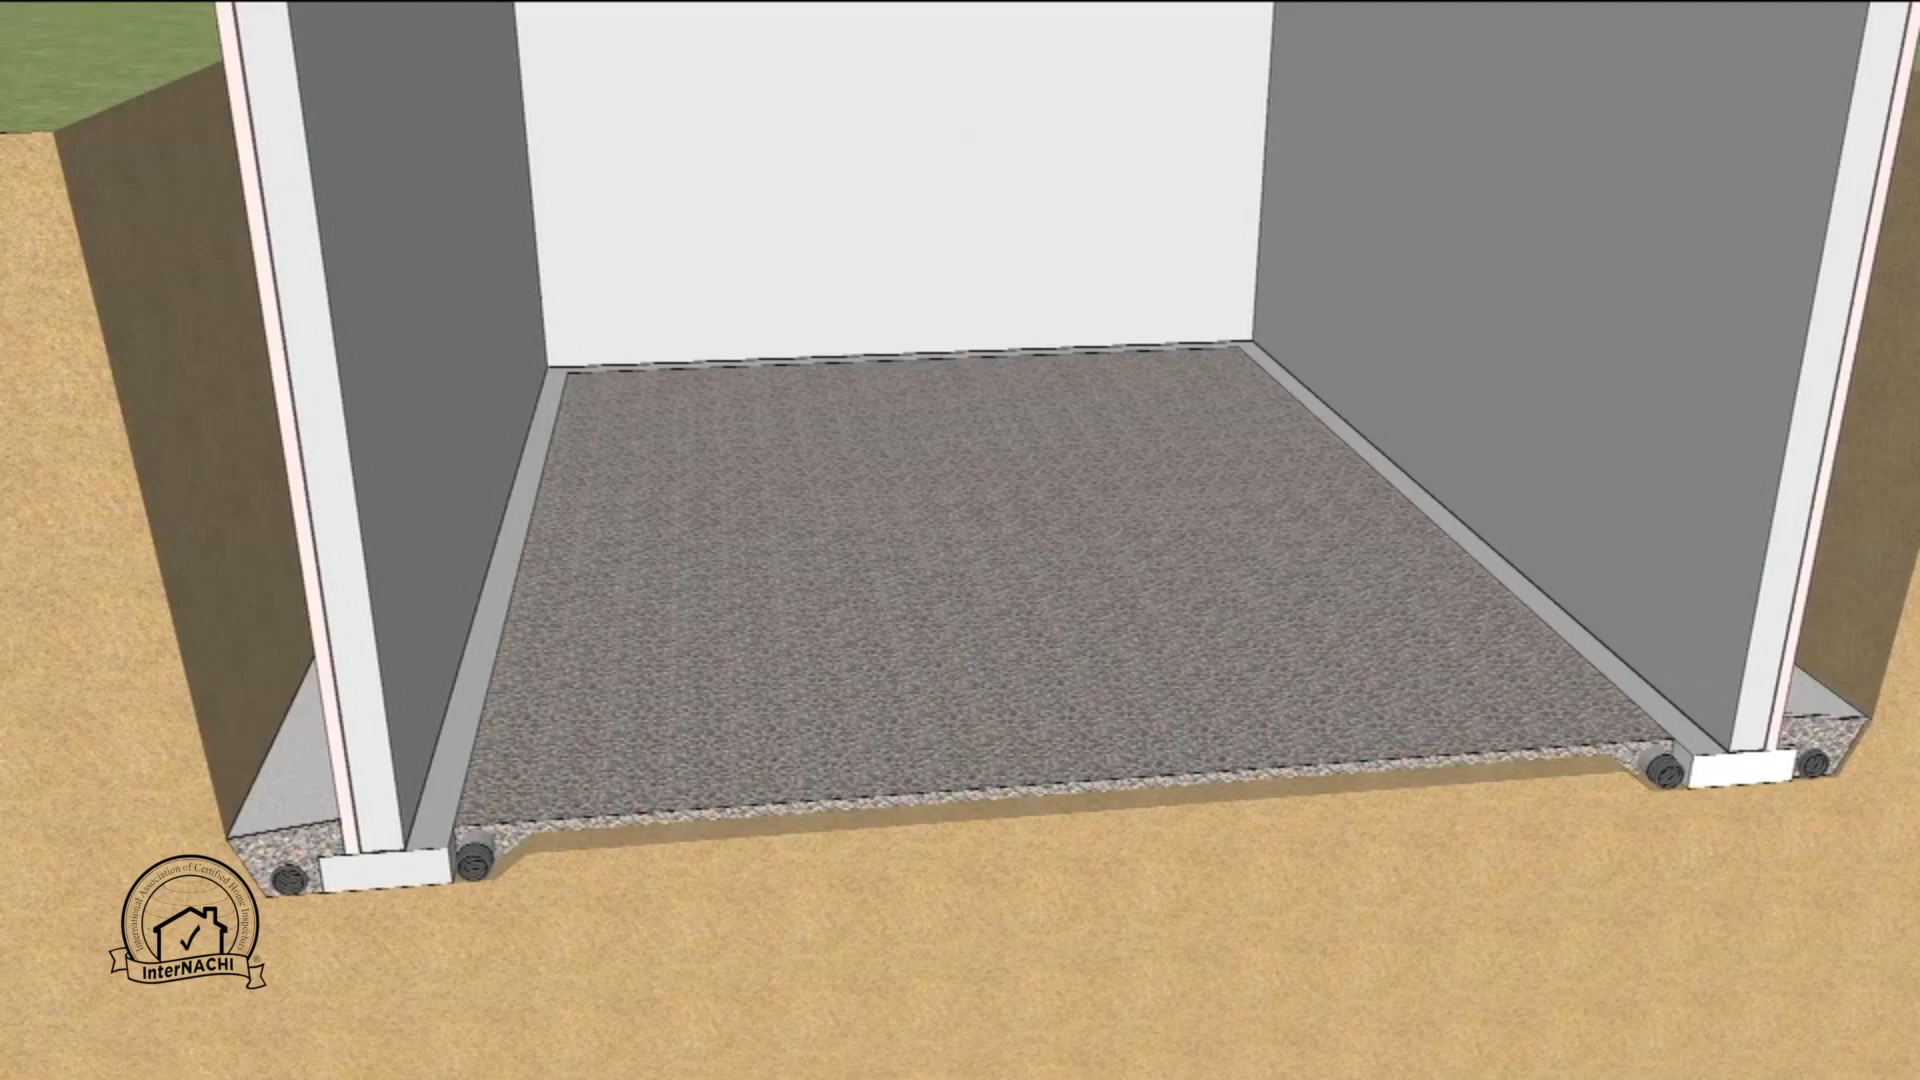 International Association of Certified Home Inspectors
InterNACHI
®